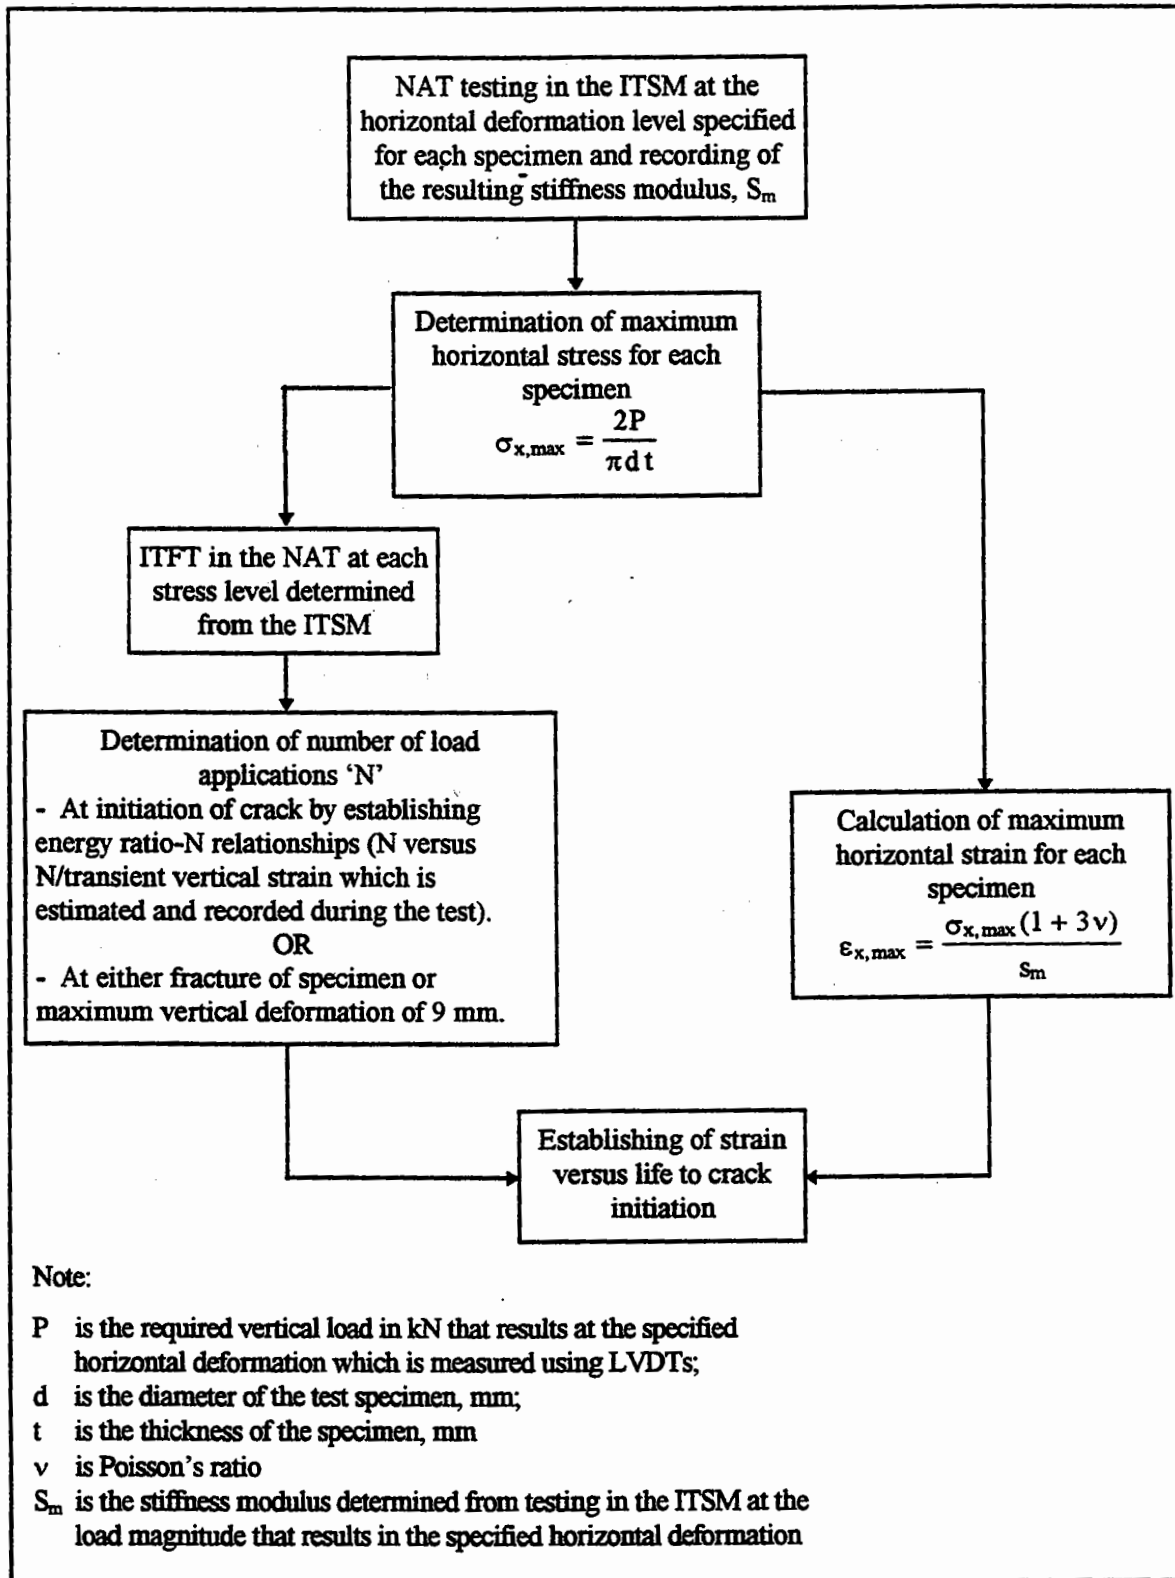 NAT testing in the ITSM at the
horizontal deformation level specified
for each specimen and recording of
the resulting stiffness modulus, Sₘ
Determination of maximum
horizontal stress for each
specimen
σx,max = 2P / πdt
ITFT in the NAT at each
stress level determined
from the ITSM
Determination of number of load
applications ‘N’
- At initiation of crack by establishing
energy ratio-N relationships (N versus
N/transient vertical strain which is
estimated and recorded during the test).
OR
- At either fracture of specimen or
maximum vertical deformation of 9 mm.
Calculation of maximum
horizontal strain for each
specimen
εx,max = σx,max (1 + 3ν) / sₘ
Establishing of strain
versus life to crack
initiation
Note:
P is the required vertical load in kN that results at the specified
horizontal deformation which is measured using LVDTs;
d is the diameter of the test specimen, mm;
t is the thickness of the specimen, mm
ν is Poisson's ratio
Sₘ is the stiffness modulus determined from testing in the ITSM at the
load magnitude that results in the specified horizontal deformation